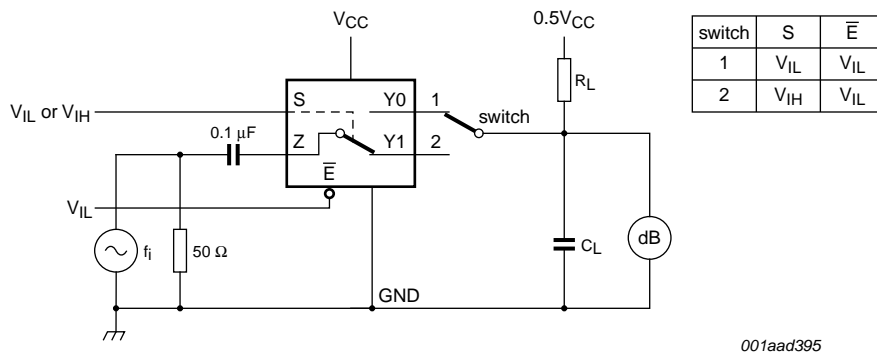 VCC
0.5VCC
switch S E̅
1 VIL VIL
2 VIH VIL
RL
S Y0 1
VIL or VIH
switch
0.1 μF
Z Y1 2
E̅
VIL
fi
50 Ω
CL
dB
GND
001aad395